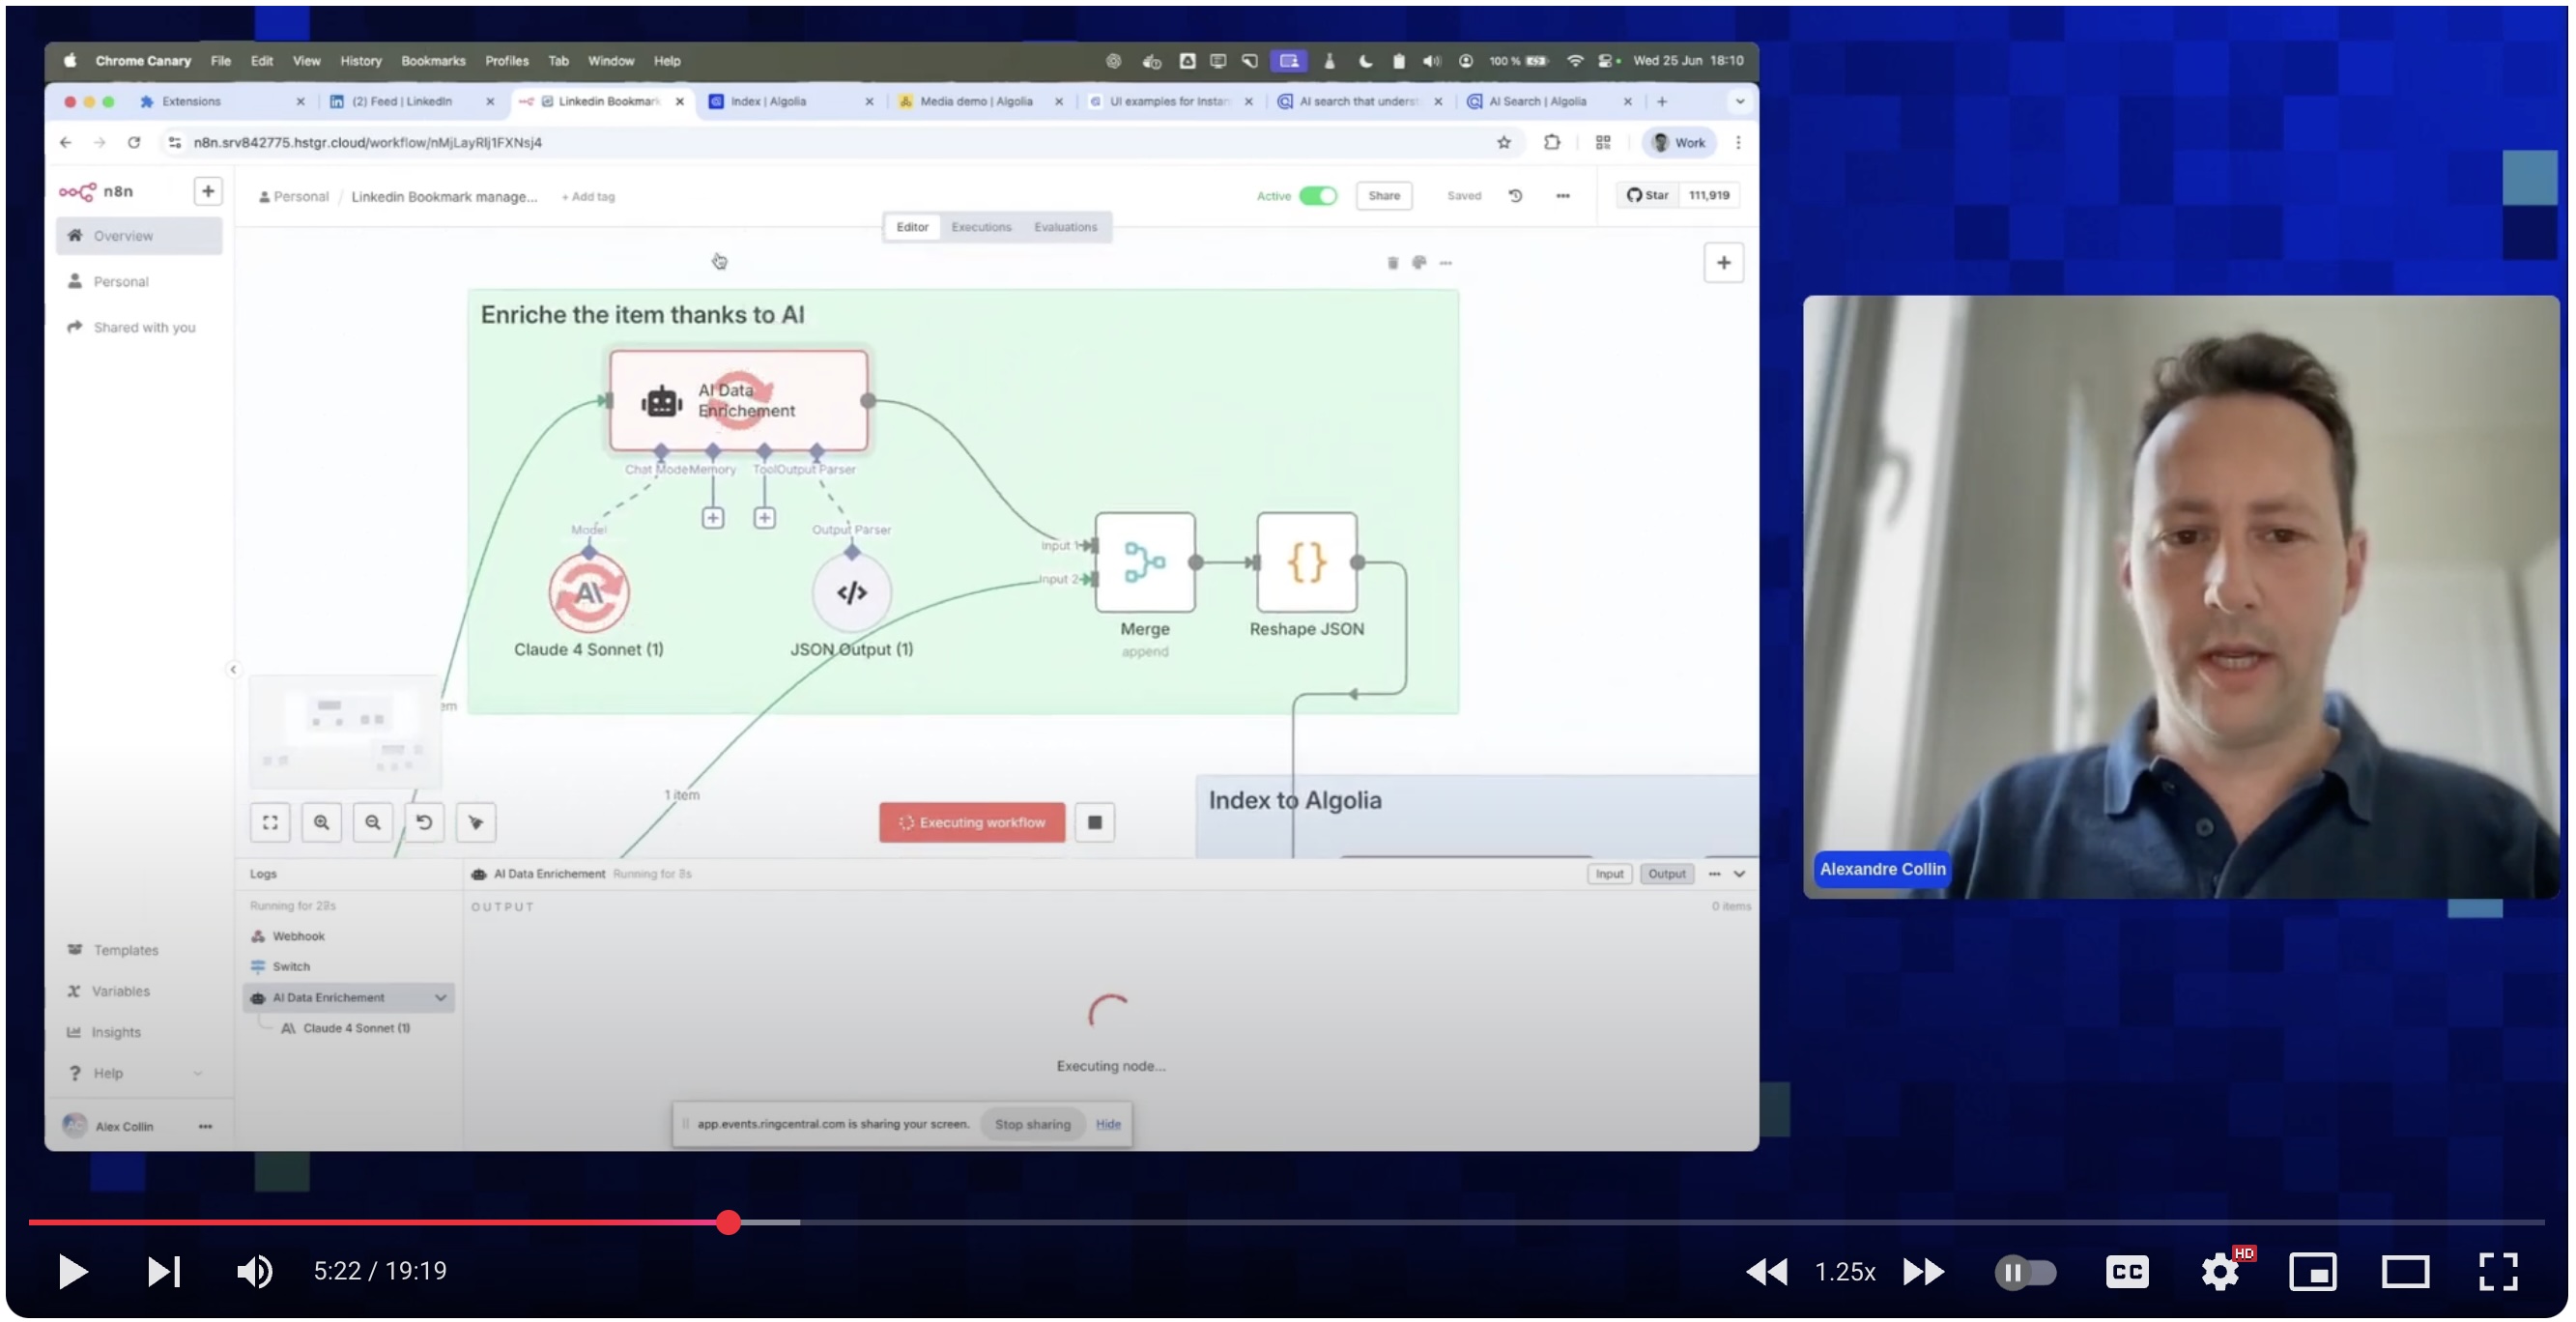 Chrome Canary File Edit View History Bookmarks Profiles Tab Window Help 100 % Wed 25 Jun 18:10
Extensions (2) Feed | LinkedIn Linkedin Bookmark Index | Algolia Media demo | Algolia UI examples for Instan AI search that underst AI Search | Algolia
n8n.srv842775.hstgr.cloud/workflow/nMjLayRlj1FXNsj4 Work
n8n
Personal / Linkedin Bookmark manage... + Add tag Active Share Saved Star 111,919
Editor Executions Evaluations
Overview
Personal
Shared with you
Enriche the item thanks to AI
AI Data
Enrichement
Chat Mode Memory Tool Output Parser
Model Output Parser
Input 1
Input 2
Claude 4 Sonnet (1) JSON Output (1)
Merge
append
Reshape JSON
em
1 item
Executing workflow
Index to Algolia
Logs
AI Data Enrichement Running for 8s Input Output
Running for 28s
OUTPUT 0 items
Webhook
Switch
AI Data Enrichement
Claude 4 Sonnet (1)
Executing node...
Templates
Variables
Insights
Help
Alex Collin
app.events.ringcentral.com is sharing your screen. Stop sharing Hide
Alexandre Collin
5:22 / 19:19 1.25x CC HD